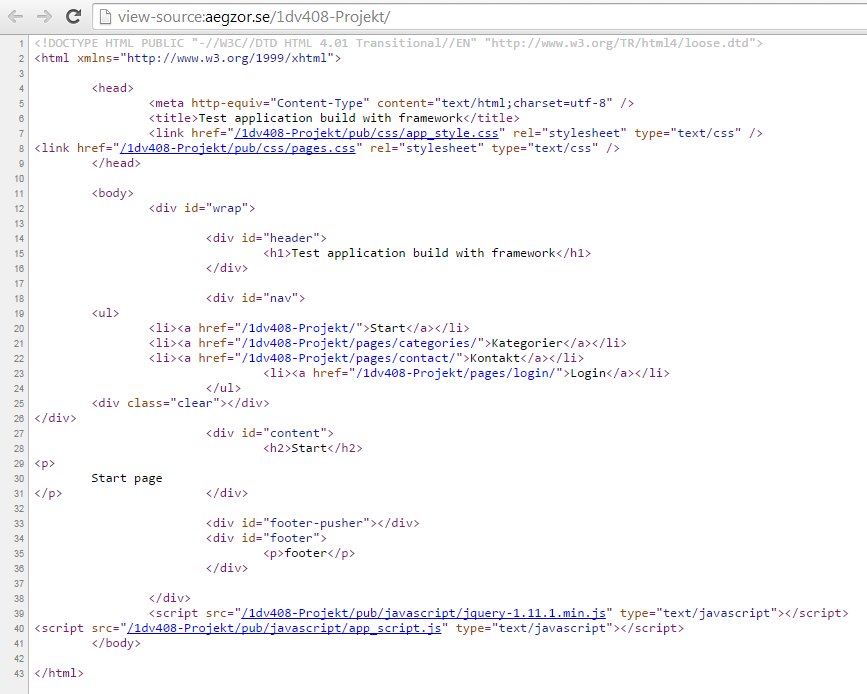 view-source:aegzor.se/1dv408-Projekt/
1 <!DOCTYPE HTML PUBLIC "-//W3C//DTD HTML 4.01 Transitional//EN" "http://www.w3.org/TR/html4/loose.dtd">
2 <html xmlns="http://www.w3.org/1999/xhtml">
3
4 <head>
5 <meta http-equiv="Content-Type" content="text/html;charset=utf-8" />
6 <title>Test application build with framework</title>
7 <link href="/1dv408-Projekt/pub/css/app_style.css" rel="stylesheet" type="text/css" />
8 <link href="/1dv408-Projekt/pub/css/pages.css" rel="stylesheet" type="text/css" />
9 </head>
10
11 <body>
12 <div id="wrap">
13
14 <div id="header">
15 <h1>Test application build with framework</h1>
16 </div>
17
18 <div id="nav">
19 <ul>
20 <li><a href="/1dv408-Projekt/">Start</a></li>
21 <li><a href="/1dv408-Projekt/pages/categories/">Kategorier</a></li>
22 <li><a href="/1dv408-Projekt/pages/contact/">Kontakt</a></li>
23 <li><a href="/1dv408-Projekt/pages/login/">Login</a></li>
24 </ul>
25 <div class="clear"></div>
26 </div>
27 <div id="content">
28 <h2>Start</h2>
29 <p>
30 Start page
31 </p> </div>
32
33 <div id="footer-pusher"></div>
34 <div id="footer">
35 <p>footer</p>
36 </div>
37
38 </div>
39 <script src="/1dv408-Projekt/pub/javascript/jquery-1.11.1.min.js" type="text/javascript"></script>
40 <script src="/1dv408-Projekt/pub/javascript/app_script.js" type="text/javascript"></script>
41 </body>
42
43 </html>